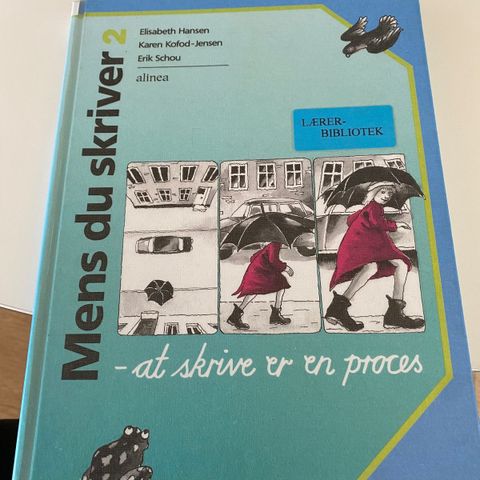 Elisabeth Hansen
Karen Kofod-Jensen
Erik Schou
alinea
Mens du skriver 2
LÆRER-
BIBLIOTEK
- at skrive er en proces